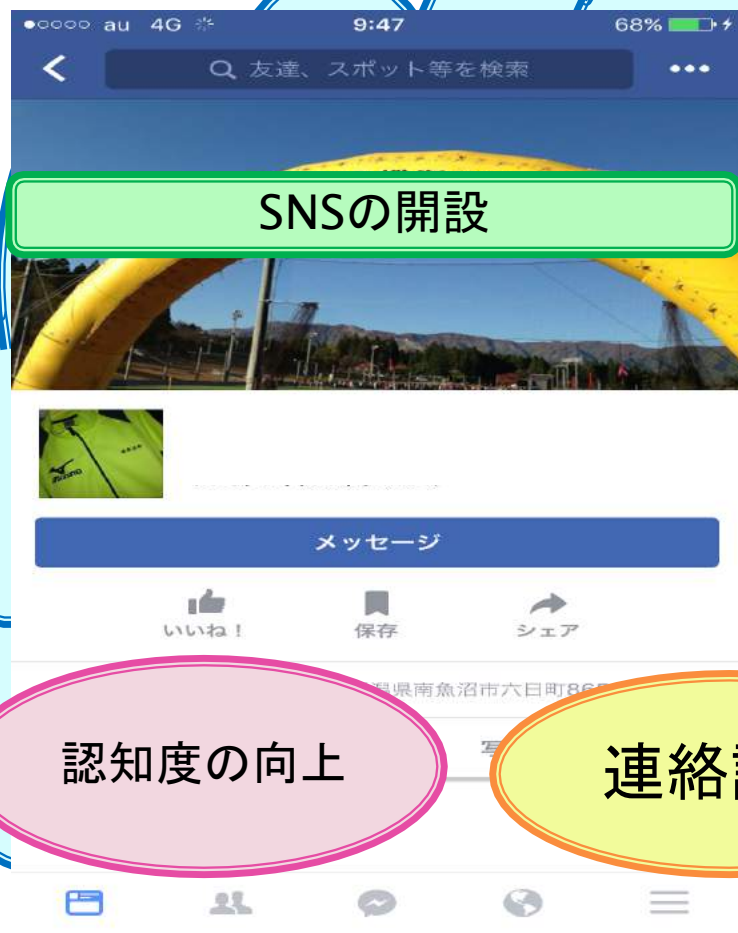 au 4G 9:47 68%
友達、スポット等を検索
SNSの開設
メッセージ
いいね！ 保存 シェア
県南魚沼市六日町86
認知度の向上
連絡